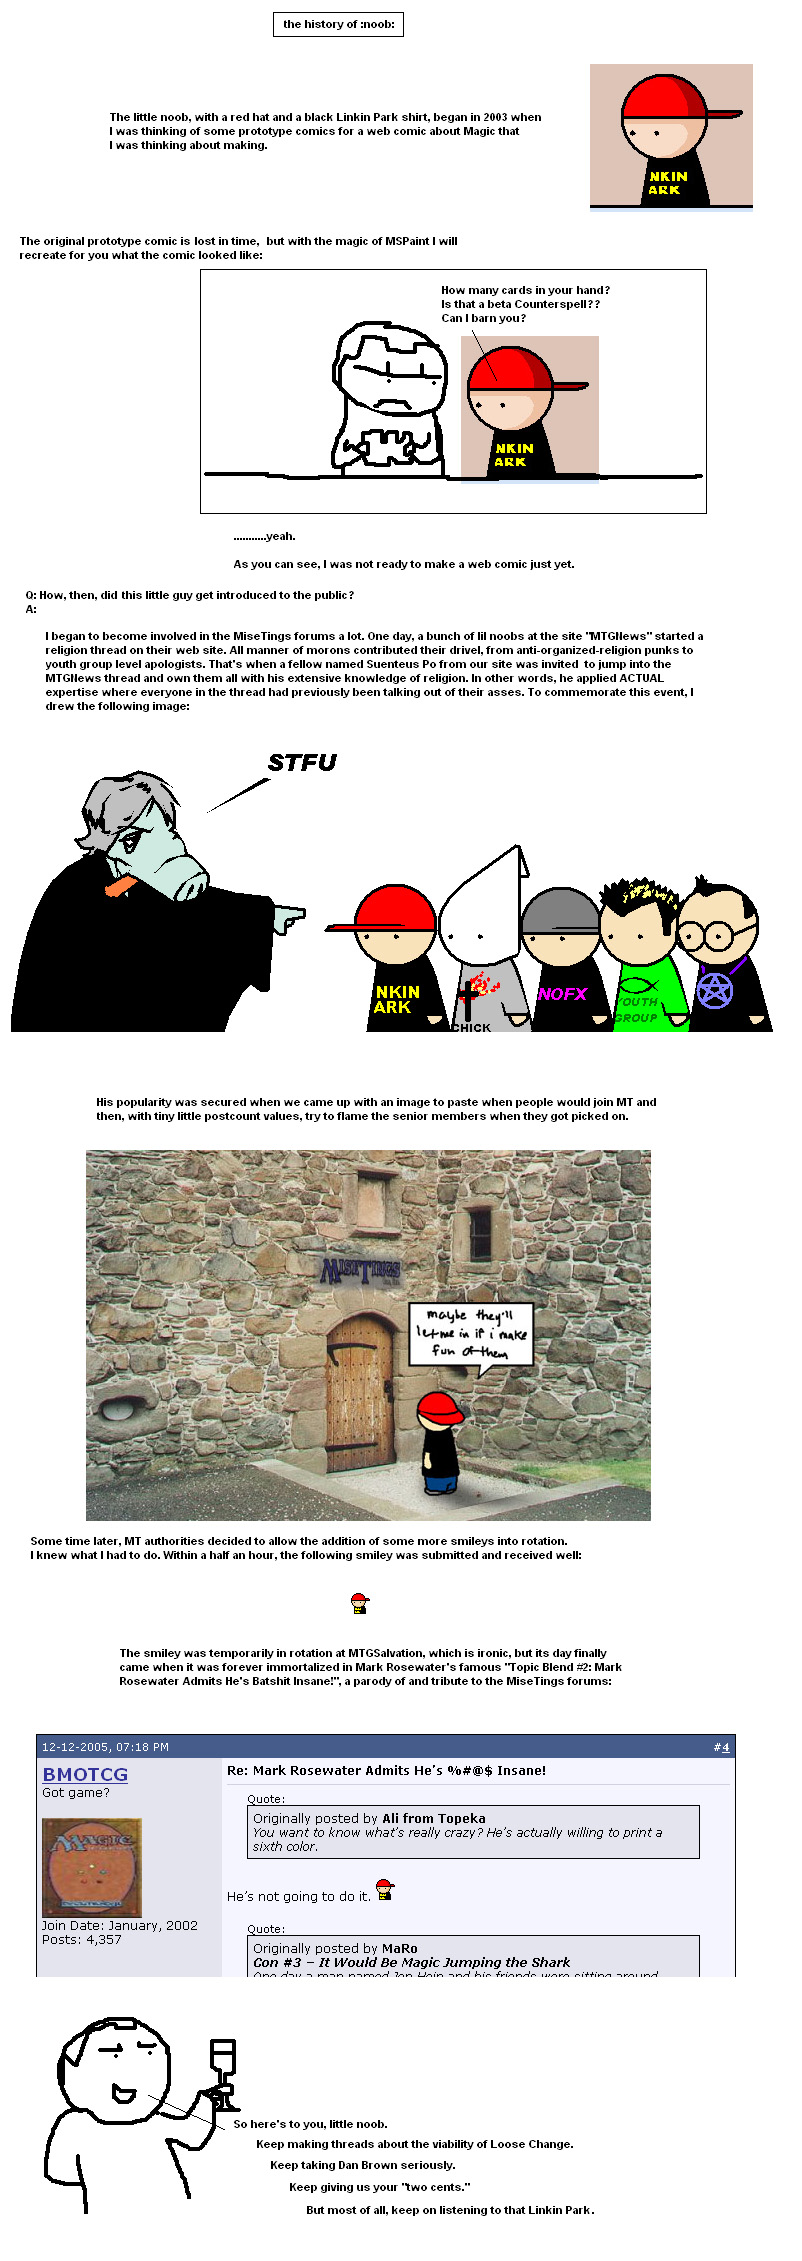 the history of :noob:
The little noob, with a red hat and a black Linkin Park shirt, began in 2003 when
I was thinking of some prototype comics for a web comic about Magic that
I was thinking about making.
NKIN
ARK
The original prototype comic is lost in time, but with the magic of MSPaint I will
recreate for you what the comic looked like:
How many cards in your hand?
Is that a beta Counterspell??
Can I barn you?
NKIN
ARK
...........yeah.
As you can see, I was not ready to make a web comic just yet.
Q: How, then, did this little guy get introduced to the public?
A:
I began to become involved in the MiseTings forums a lot. One day, a bunch of lil noobs at the site "MTGNews" started a
religion thread on their web site. All manner of morons contributed their drivel, from anti-organized-religion punks to
youth group level apologists. That's when a fellow named Suenteus Po from our site was invited to jump into the
MTGNews thread and own them all with his extensive knowledge of religion. In other words, he applied ACTUAL
expertise where everyone in the thread had previously been talking out of their asses. To commemorate this event, I
drew the following image:
STFU
NKIN
ARK
CHICK
NOFX
YOUTH
GROUP
His popularity was secured when we came up with an image to paste when people would join MT and
then, with tiny little postcount values, try to flame the senior members when they got picked on.
MISETINGS
maybe they'll
let me in if i make
fun of them
Some time later, MT authorities decided to allow the addition of some more smileys into rotation.
I knew what I had to do. Within a half an hour, the following smiley was submitted and received well:
The smiley was temporarily in rotation at MTGSalvation, which is ironic, but its day finally
came when it was forever immortalized in Mark Rosewater's famous "Topic Blend #2: Mark
Rosewater Admits He's Batshit Insane!", a parody of and tribute to the MiseTings forums:
12-12-2005, 07:18 PM #4
BMOTCG
Got game?
MAGIC
Join Date: January, 2002
Posts: 4,357
Re: Mark Rosewater Admits He's %#@$ Insane!
Quote:
Originally posted by Ali from Topeka
You want to know what's really crazy? He's actually willing to print a
sixth color.
He's not going to do it.
Quote:
Originally posted by MaRo
Con #3 – It Would Be Magic Jumping the Shark
One day a man named Jon Hein and his friends were sitting around
So here's to you, little noob.
Keep making threads about the viability of Loose Change.
Keep taking Dan Brown seriously.
Keep giving us your "two cents."
But most of all, keep on listening to that Linkin Park.